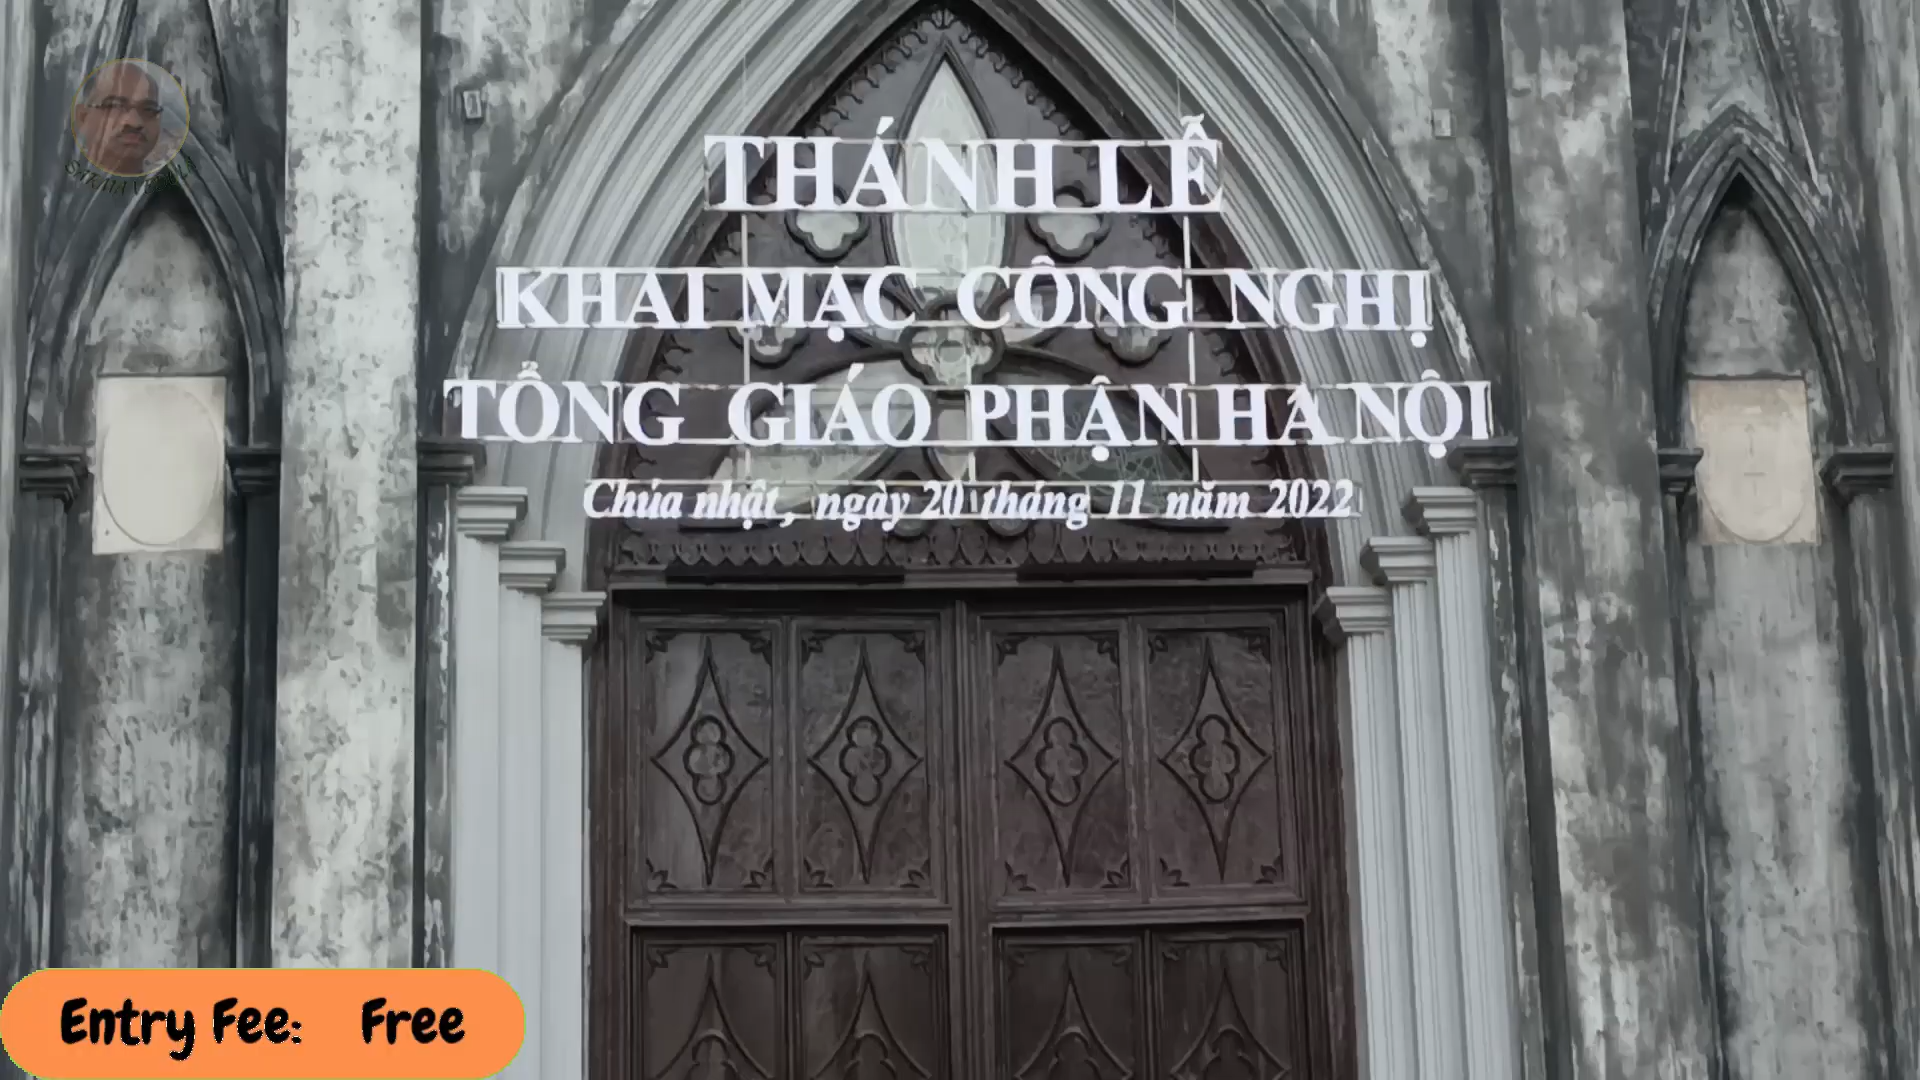 THÁNH LỄ
KHAI MẠC CÔNG NGHỊ
TỔNG GIÁO PHẬN HÀ NỘI
Chúa nhật, ngày 20 tháng 11 năm 2022
Entry Fee: Free